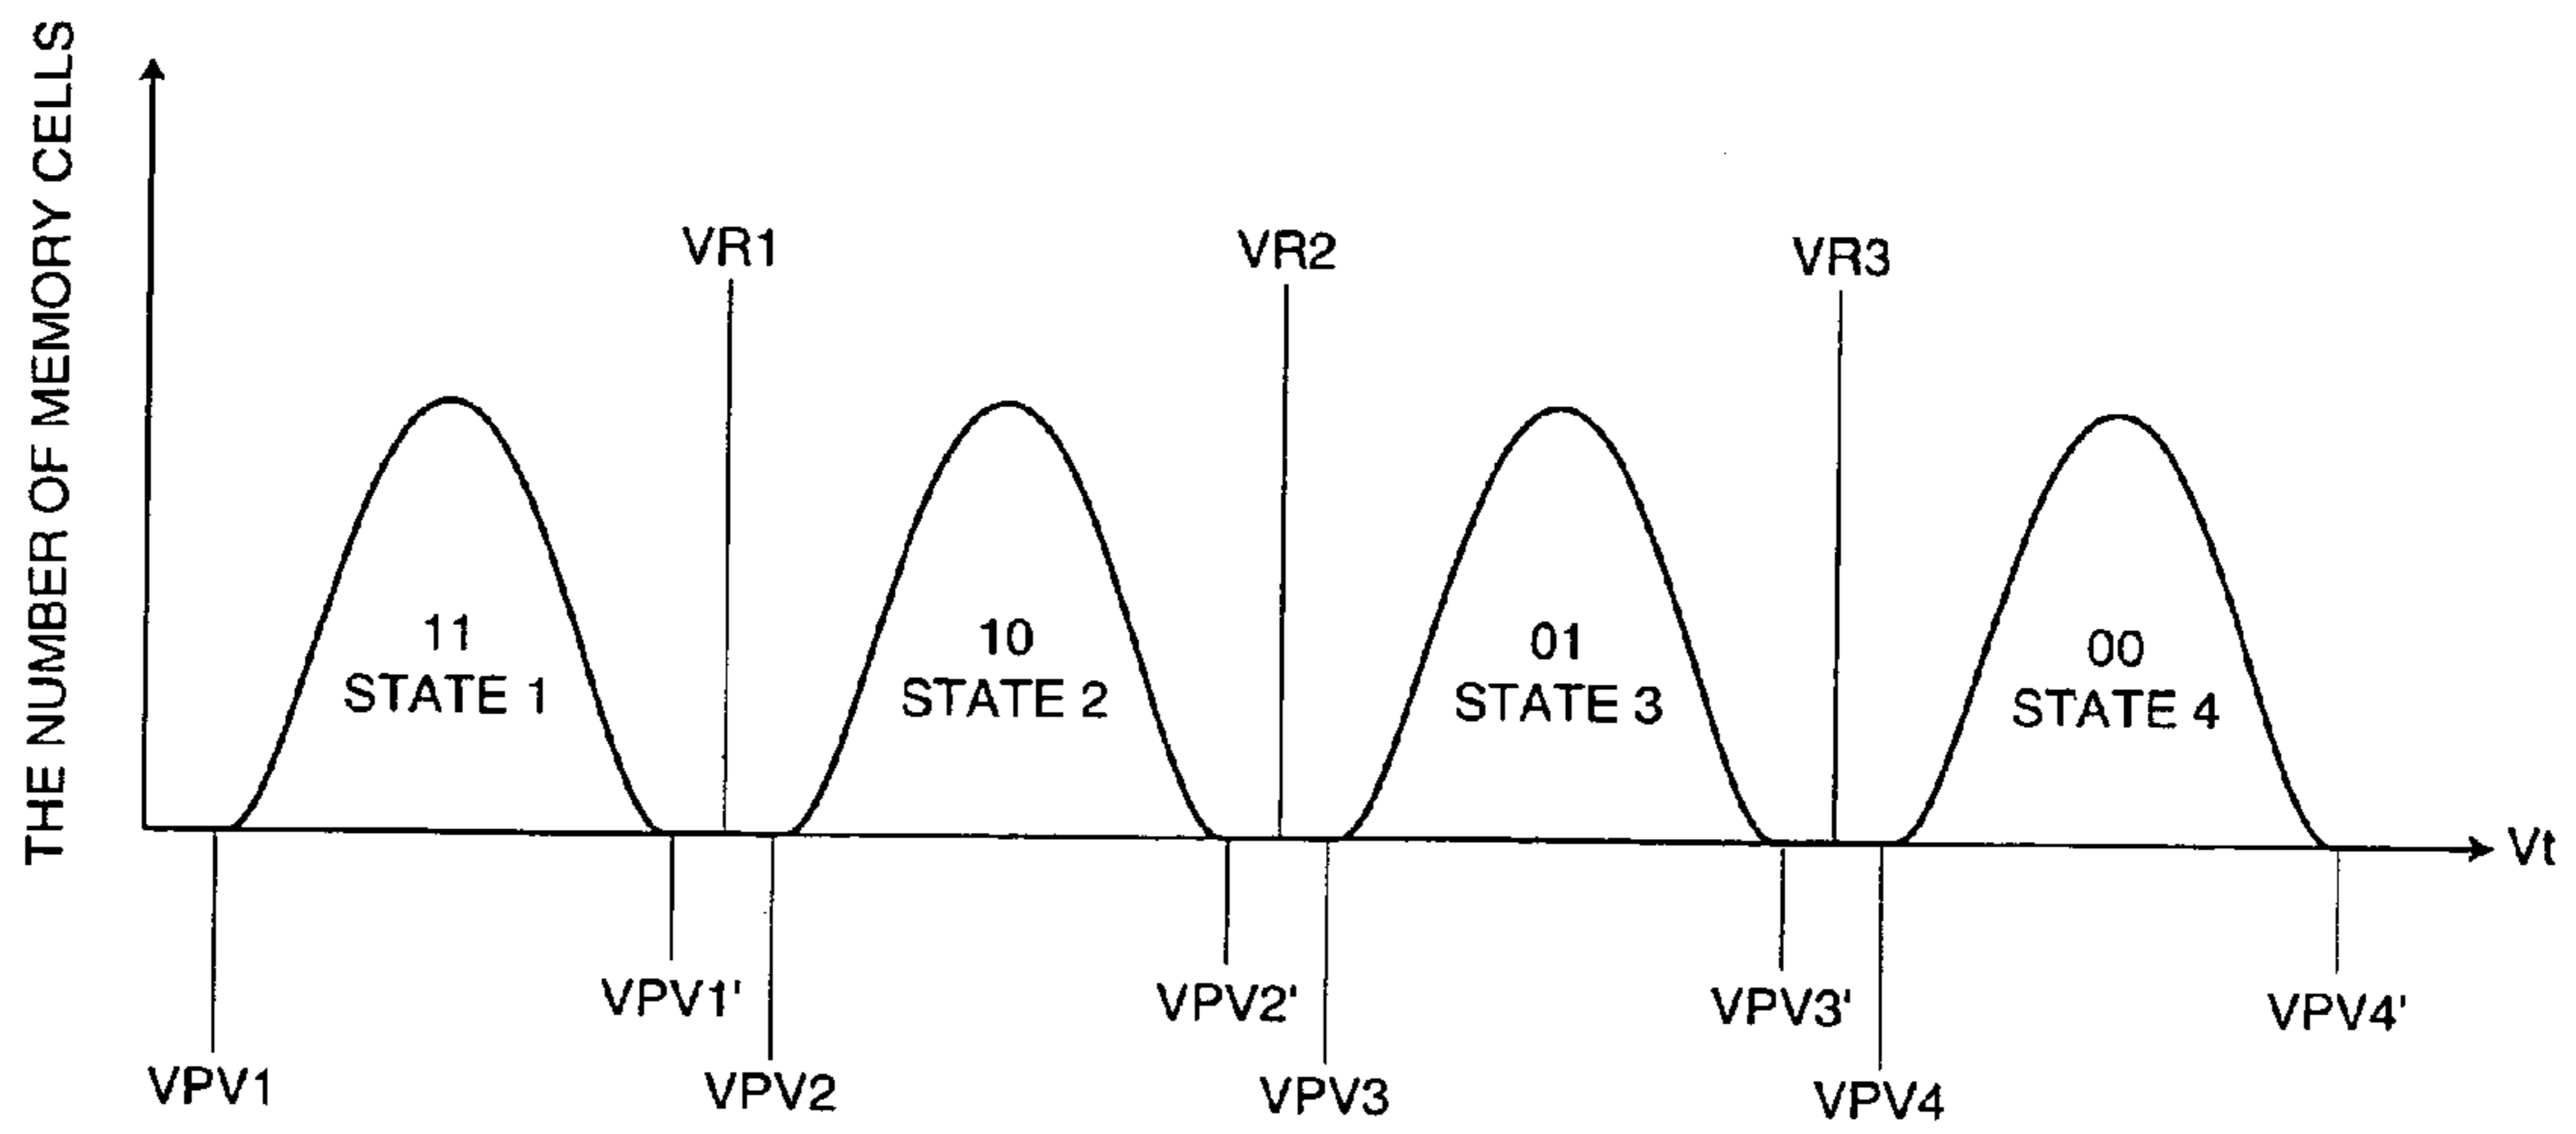 THE NUMBER OF MEMORY CELLS
VR1
VR2
VR3
11
STATE 1
10
STATE 2
01
STATE 3
00
STATE 4
Vt
VPV1'
VPV2'
VPV3'
VPV4'
VPV1
VPV2
VPV3
VPV4